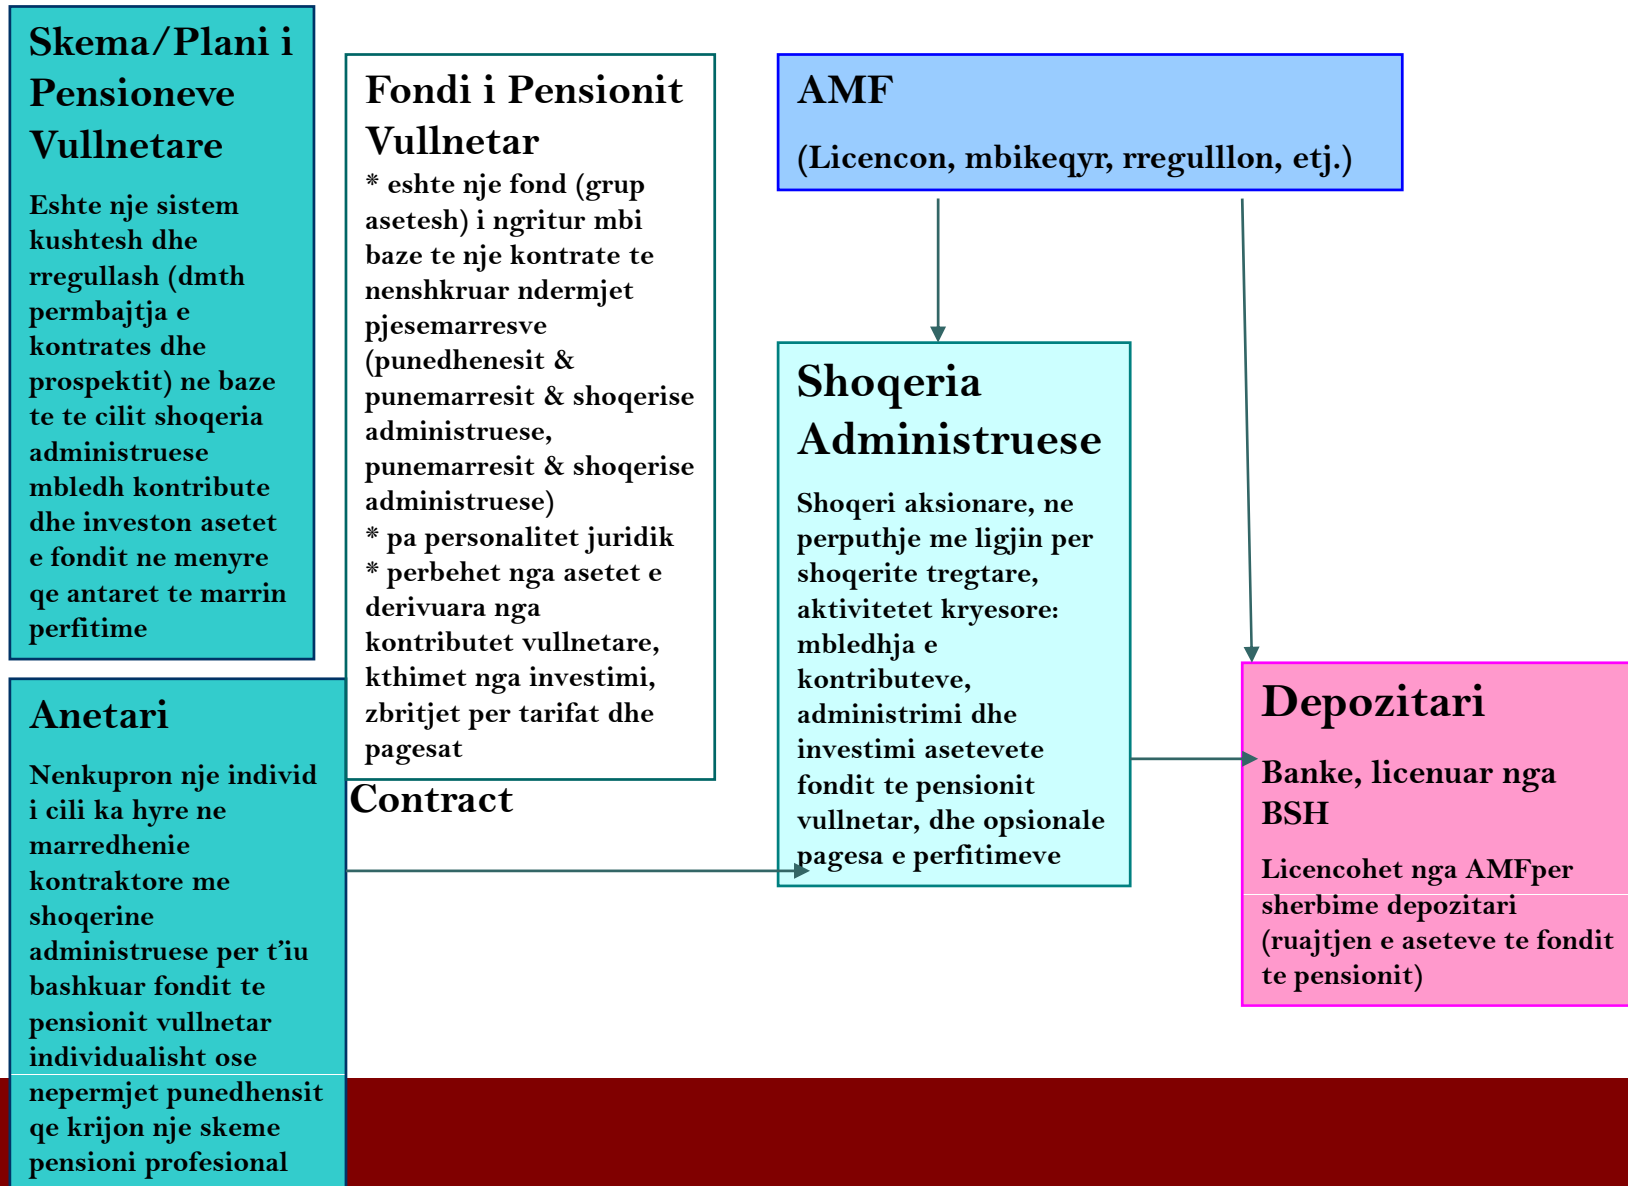 Skema/Plani i
Pensioneve
Vullnetare
Eshte nje sistem
kushtesh dhe
rregullash (dmth
permbajtja e
kontrates dhe
prospektit) ne baze
te te cilit shoqeria
administruese
mbledh kontribute
dhe investon asetet
e fondit ne menyre
qe antaret te marrin
perfitime
Anetari
Nenkupron nje individ
i cili ka hyre ne
marredhenie
kontraktore me
shoqerine
administruese per t’iu
bashkuar fondit te
pensionit vullnetar
individualisht ose
nepermjet punedhensit
qe krijon nje skeme
pensioni profesional
Fondi i Pensionit
Vullnetar
* eshte nje fond (grup
asetesh) i ngritur mbi
baze te nje kontrate te
nenshkruar ndermjet
pjesemarresve
(punedhenesit &
punemarresit & shoqerise
administruese,
punemarresit & shoqerise
administruese)
* pa personalitet juridik
* perbehet nga asetet e
derivuara nga
kontributet vullnetare,
kthimet nga investimi,
zbritjet per tarifat dhe
pagesat
Contract
AMF
(Licencon, mbikeqyr, rregulllon, etj.)
Shoqeria
Administruese
Shoqeri aksionare, ne
perputhje me ligjin per
shoqerite tregtare,
aktivitetet kryesore:
mbledhja e
kontributeve,
administrimi dhe
investimi asetevete
fondit te pensionit
vullnetar, dhe opsionale
pagesa e perfitimeve
Depozitari
Banke, licenuar nga
BSH
Licencohet nga AMFper
sherbime depozitari
(ruajtjen e aseteve te fondit
te pensionit)